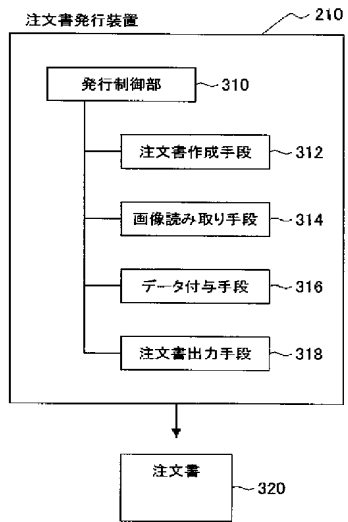 注文書発行装置
210
発行制御部 310
注文書作成手段 312
画像読み取り手段 314
データ付与手段 316
注文書出力手段 318
注文書
320